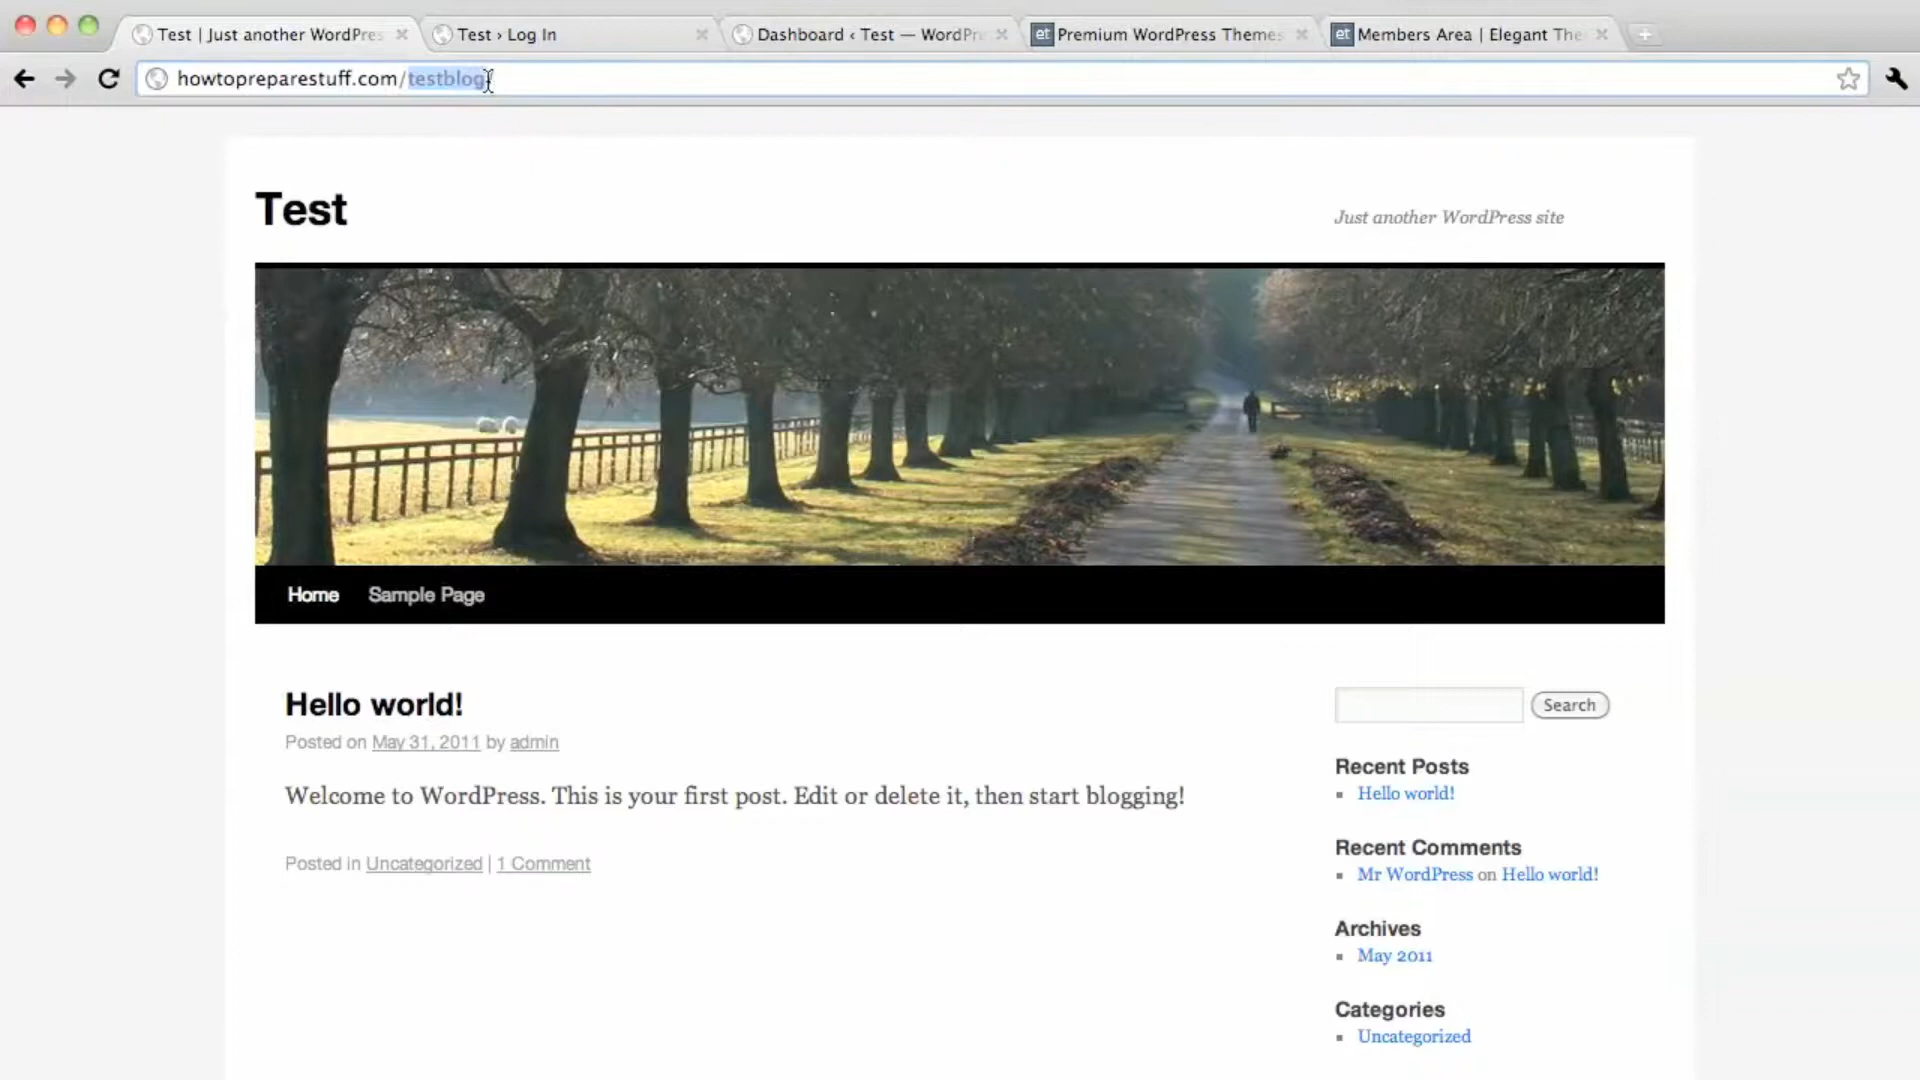 Test | Just another WordPres
Test › Log In
Dashboard ‹ Test — WordPr
et Premium WordPress Themes
et Members Area | Elegant The
howtopreparestuff.com/testblog
Test
Just another WordPress site
Home
Sample Page
Hello world!
Posted on May 31, 2011 by admin
Welcome to WordPress. This is your first post. Edit or delete it, then start blogging!
Posted in Uncategorized | 1 Comment
Search
Recent Posts
Hello world!
Recent Comments
Mr WordPress on Hello world!
Archives
May 2011
Categories
Uncategorized